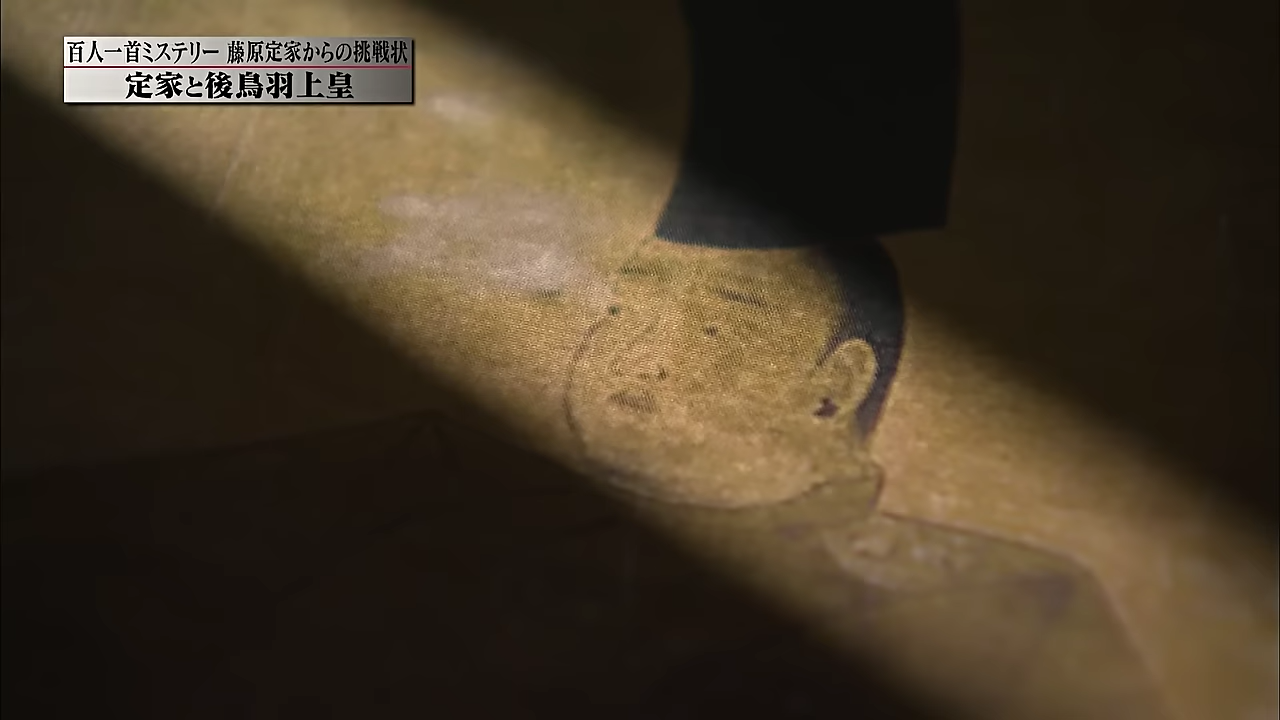 百人一首ミステリー 藤原定家からの挑戦状
定家と後鳥羽上皇